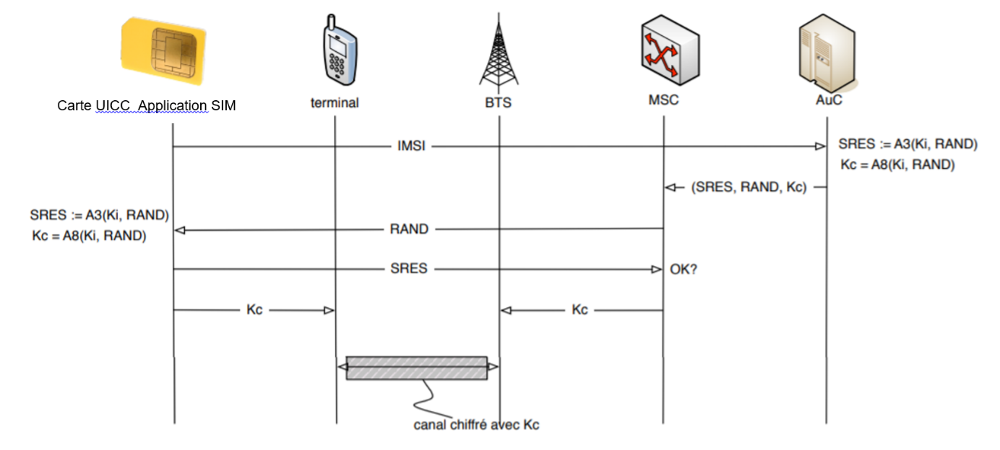 Carte UICC Application SIM
terminal
BTS
MSC
AuC
IMSI
SRES := A3(Ki, RAND)
Kc = A8(Ki, RAND)
(SRES, RAND, Kc)
SRES := A3(Ki, RAND)
Kc = A8(Ki, RAND)
RAND
SRES
OK?
Kc
Kc
canal chiffré avec Kc